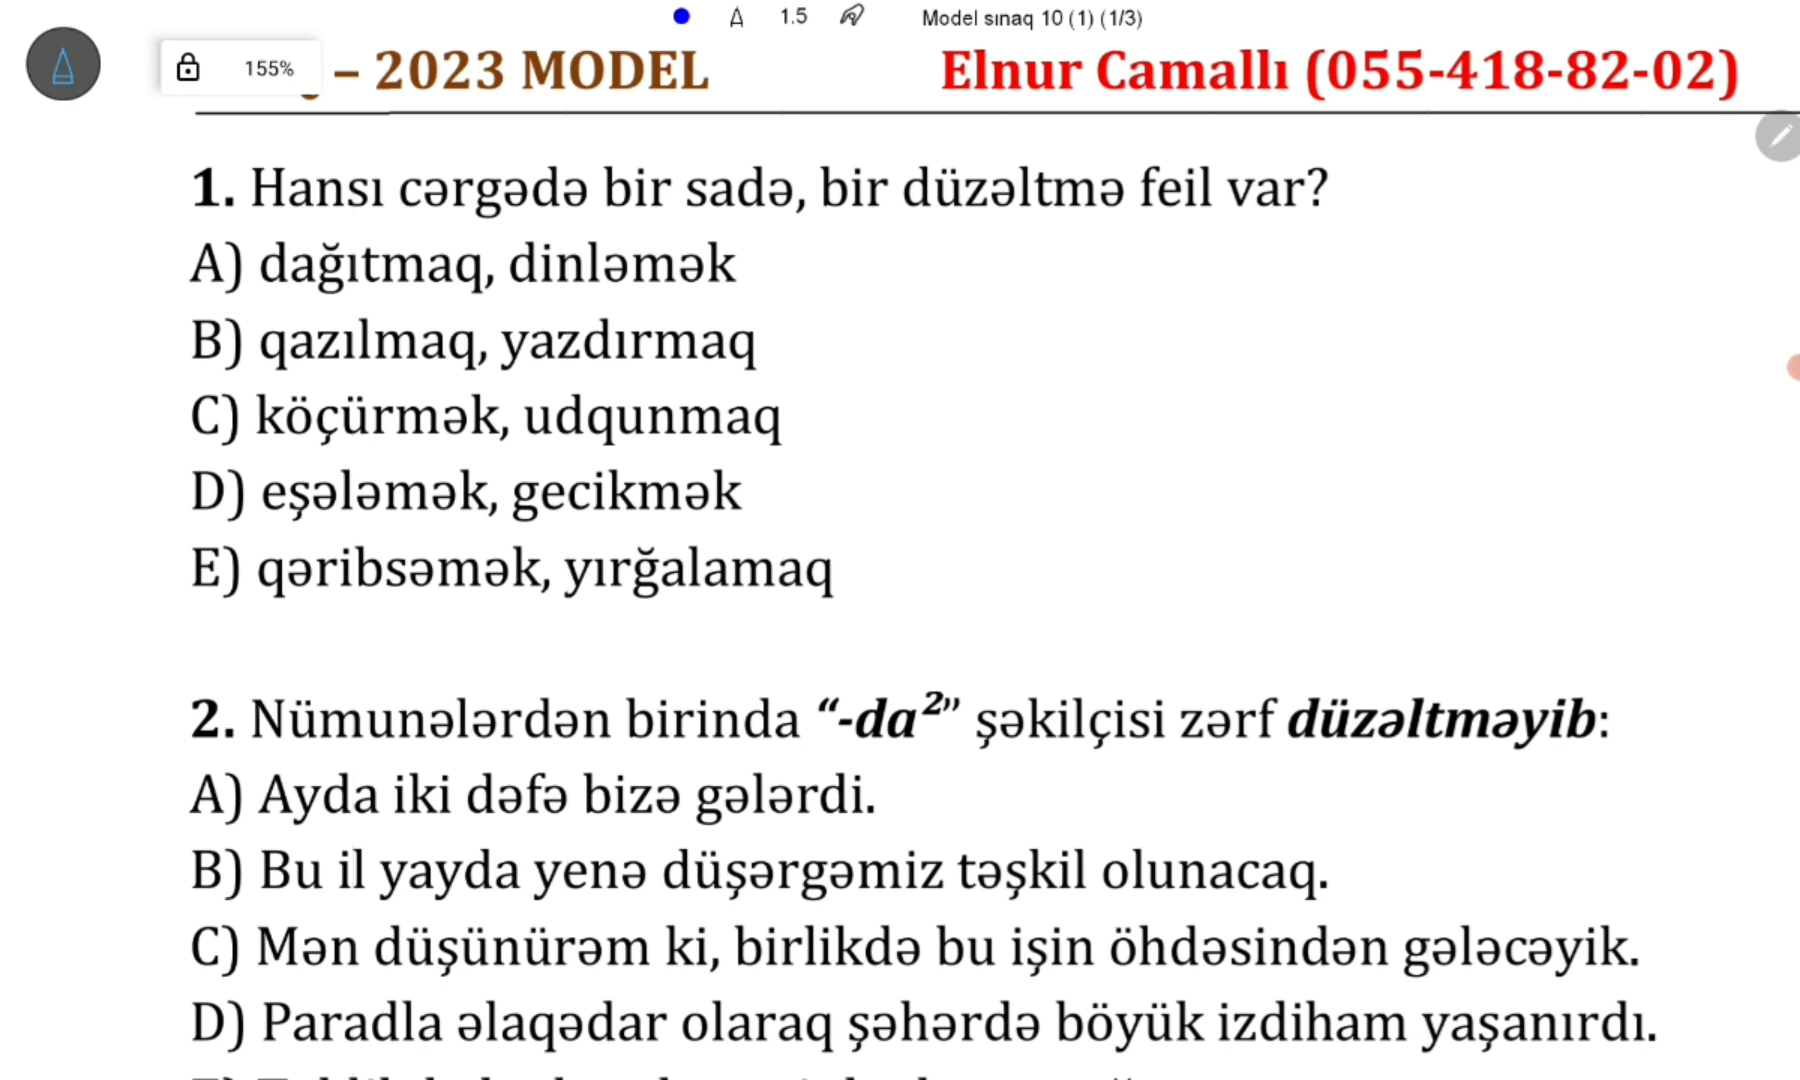 1.5 Model sınaq 10 (1) (1/3)
155% – 2023 MODEL Elnur Camallı (055-418-82-02)
1. Hansı cərgədə bir sadə, bir düzəltmə feil var?
A) dağıtmaq, dinləmək
B) qazılmaq, yazdırmaq
C) köçürmək, udqunmaq
D) eşələmək, gecikmək
E) qəribsəmək, yırğalamaq
2. Nümunələrdən birində “-da²” şəkilçisi zərf düzəltməyib:
A) Ayda iki dəfə bizə gələrdi.
B) Bu il yayda yenə düşərgəmiz təşkil olunacaq.
C) Mən düşünürəm ki, birlikdə bu işin öhdəsindən gələcəyik.
D) Paradla əlaqədar olaraq şəhərdə böyük izdiham yaşanırdı.